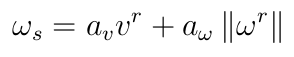 ω_s = a_v v^r + a_ω ‖ω^r‖